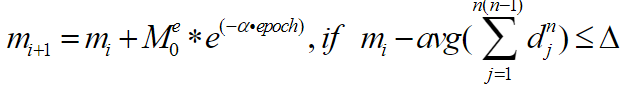 m_{i+1} = m_i + M_0^e * e^{(-α•epoch)}, if m_i - avg(∑_{j=1}^{n(n-1)} d_j^n) ≤ Δ